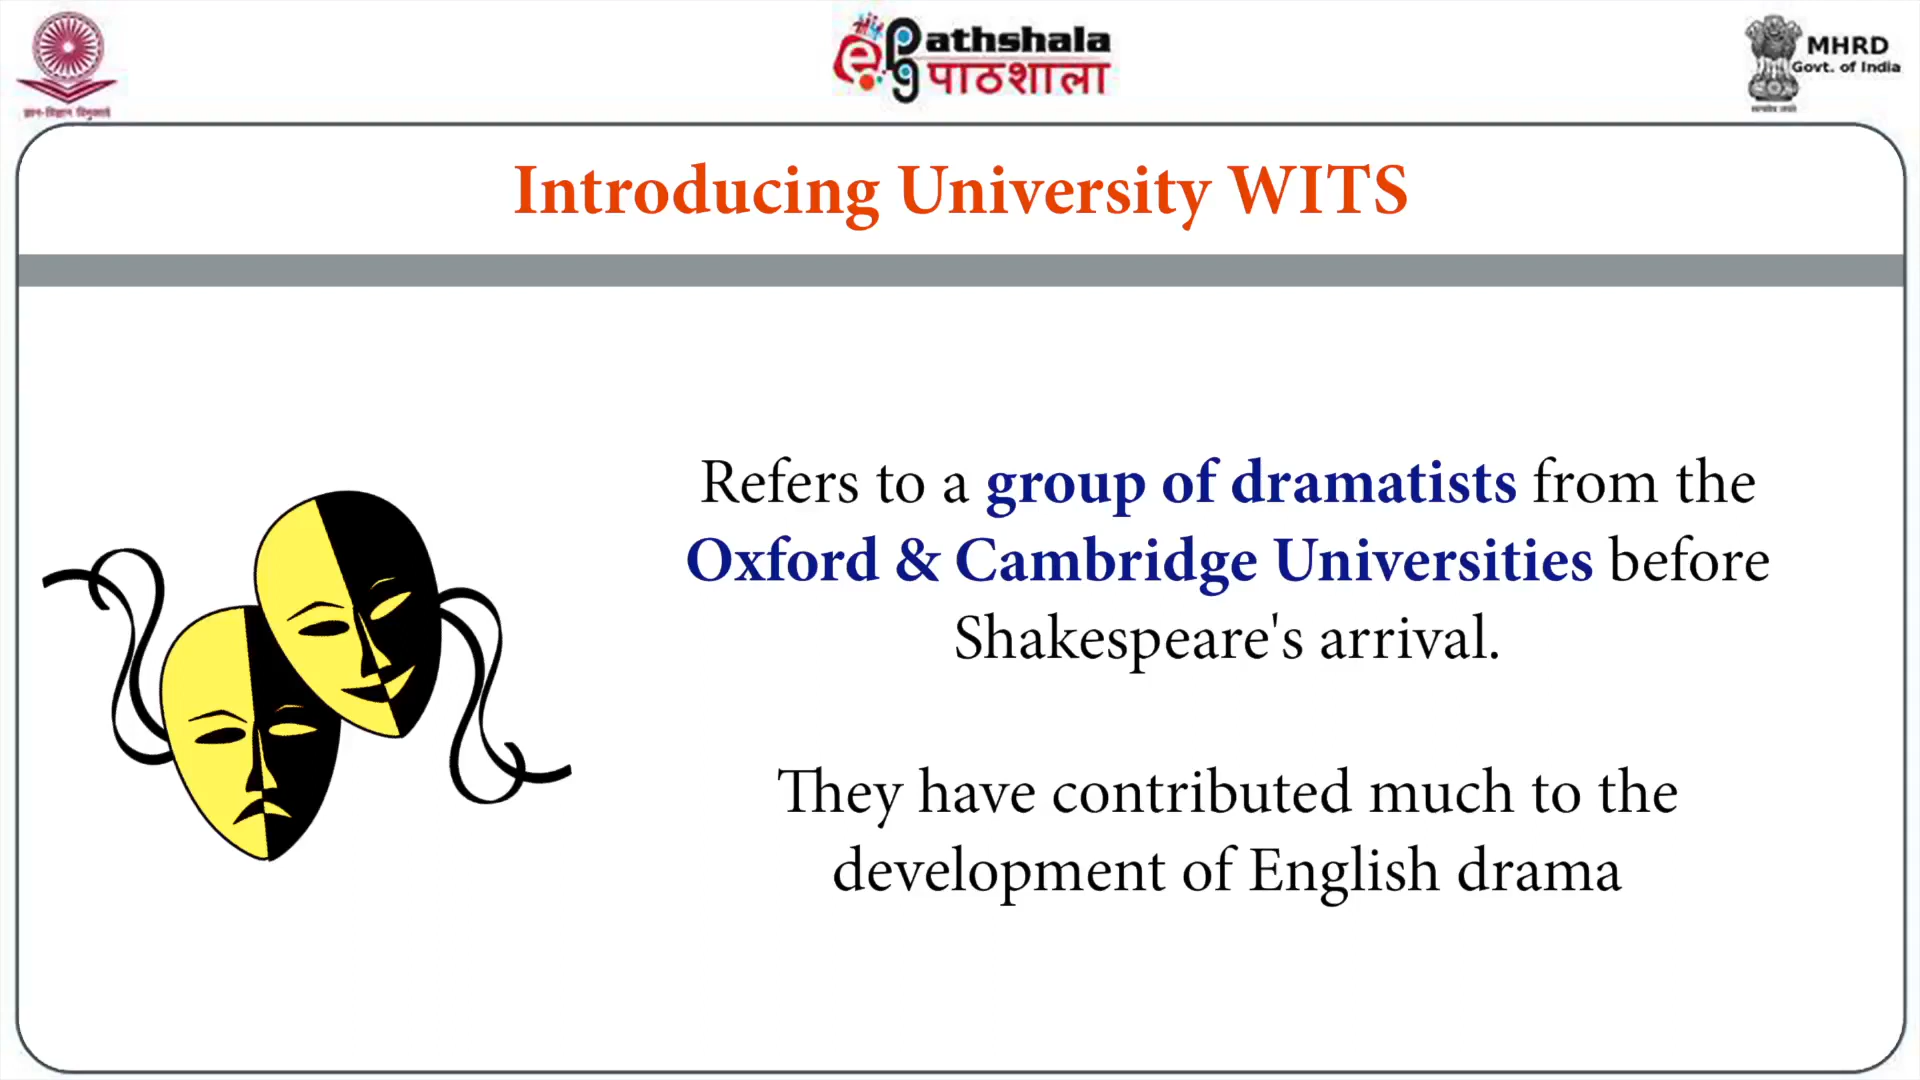 athshala
पाठशाला
MHRD
Govt. of India
Introducing University WITS
Refers to a group of dramatists from the
Oxford & Cambridge Universities before
Shakespeare's arrival.
They have contributed much to the
development of English drama